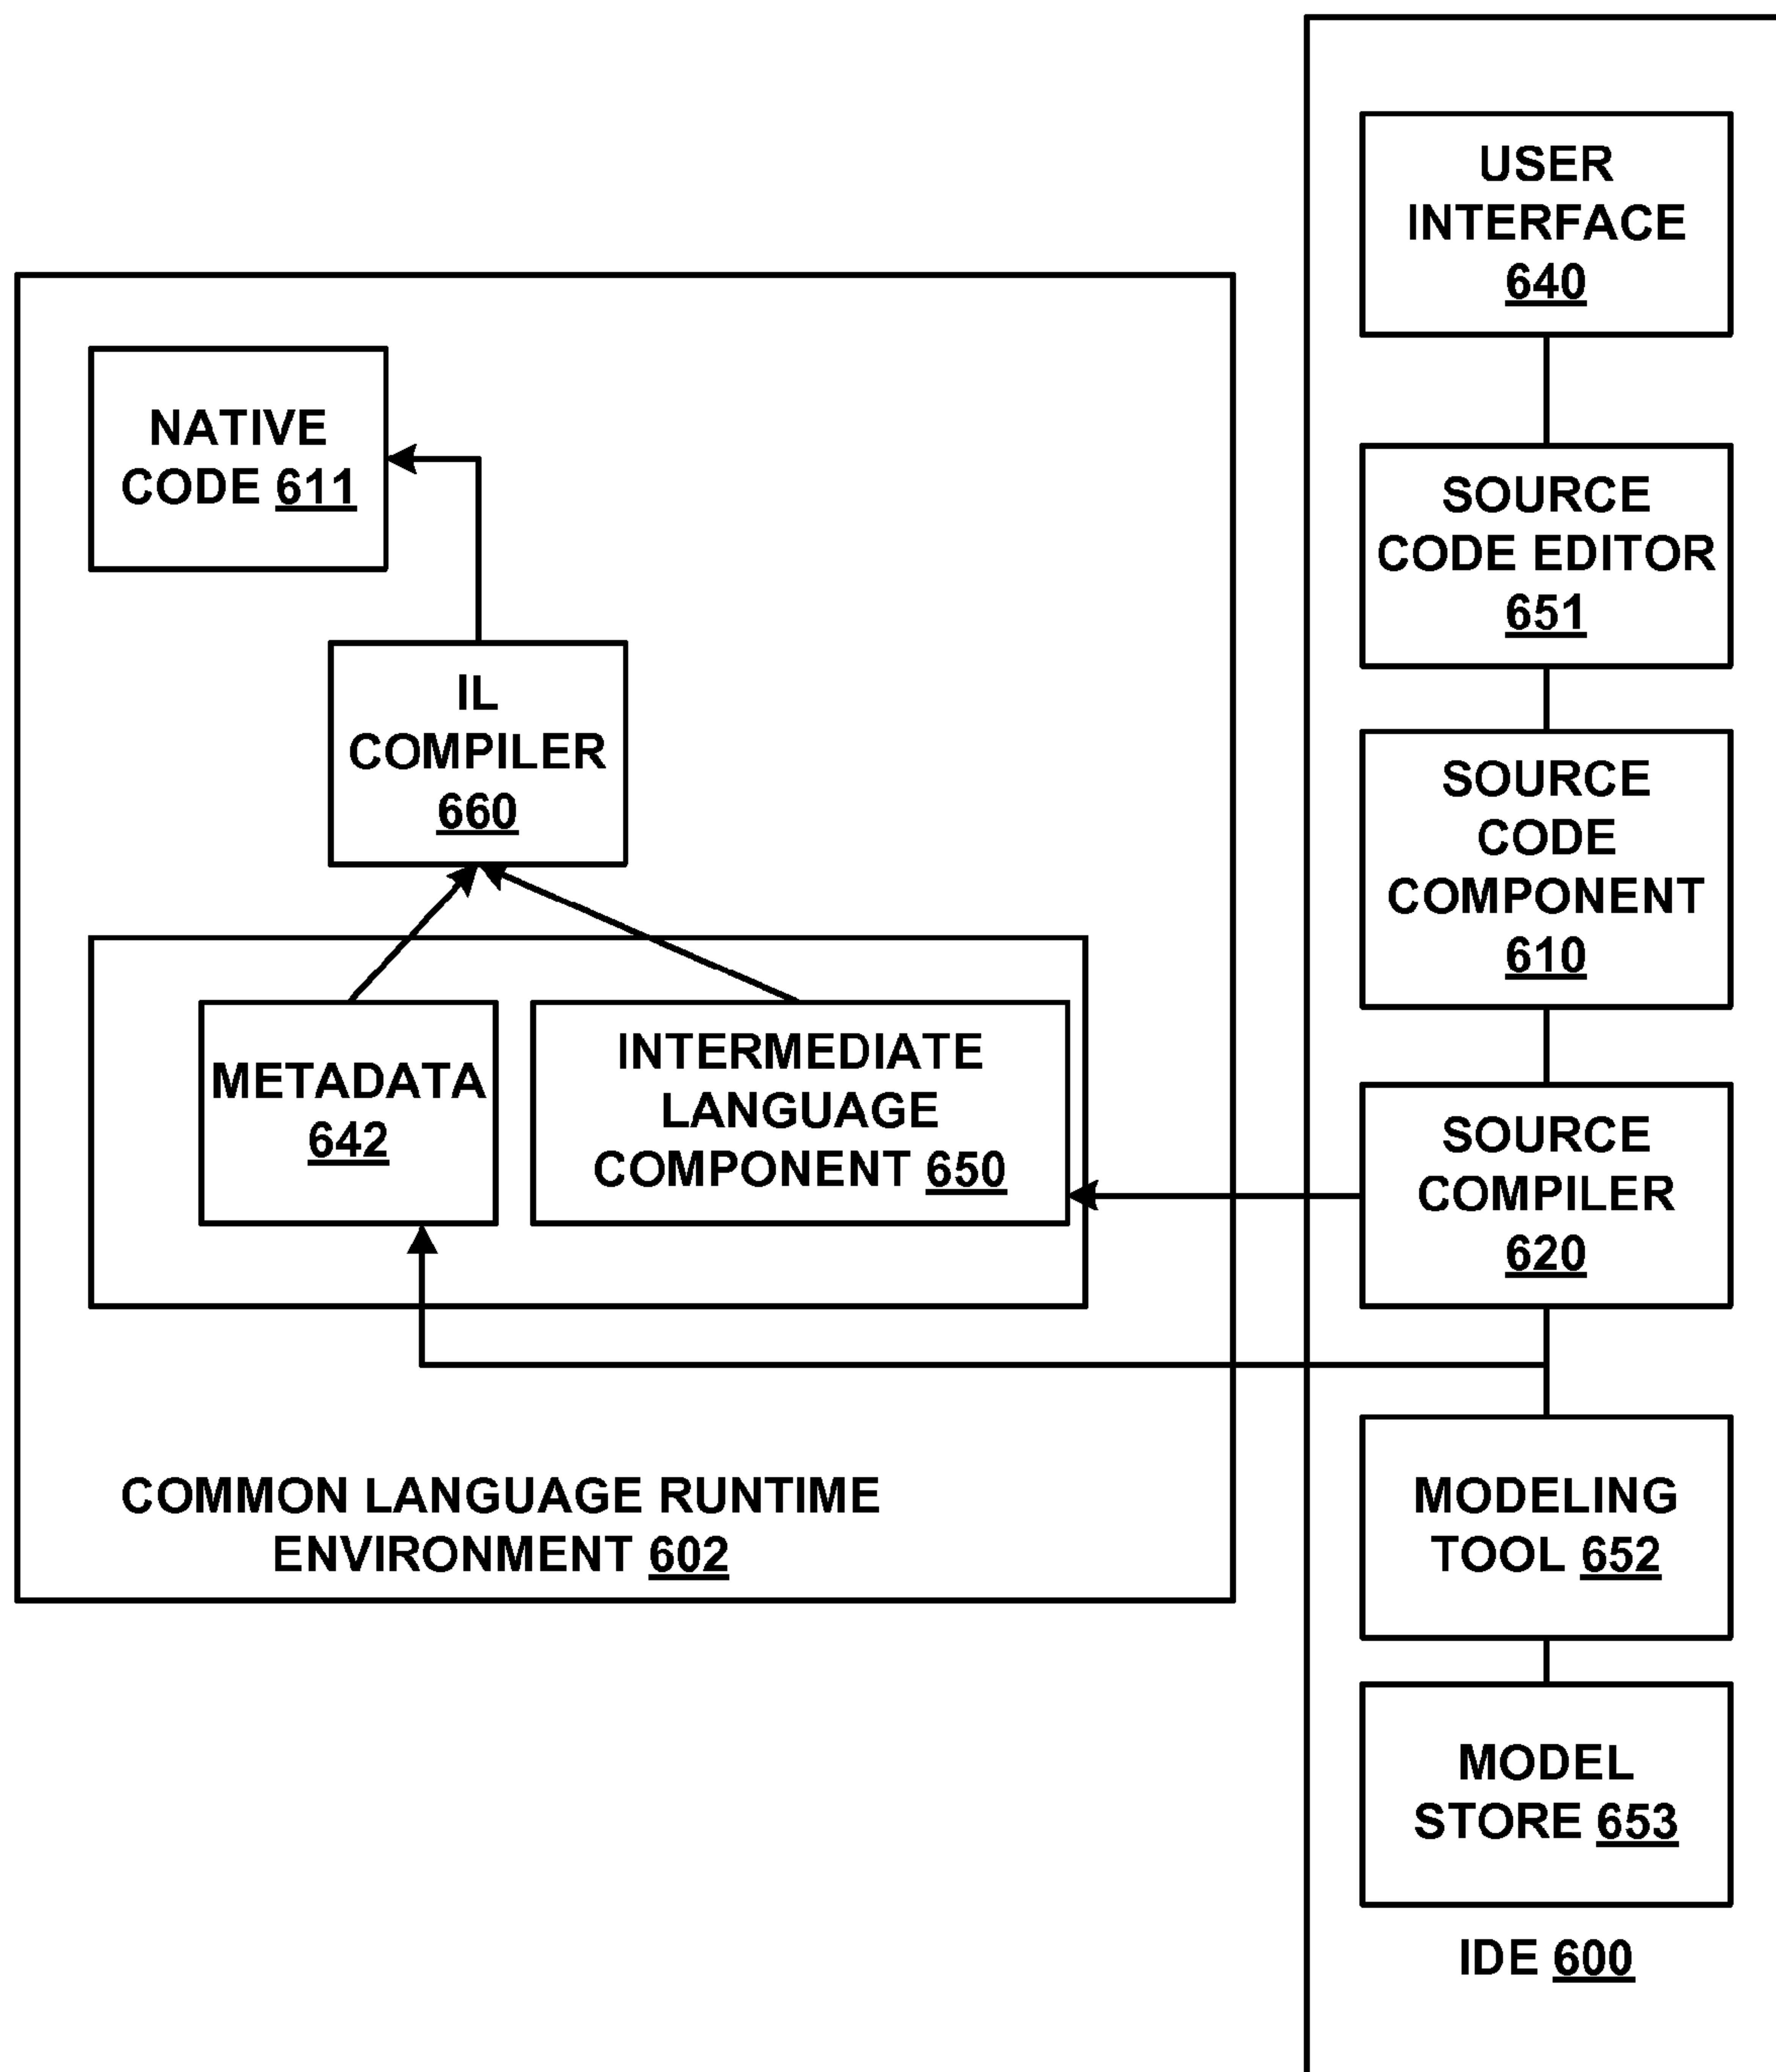 USER
INTERFACE
640
NATIVE
CODE 611
SOURCE
CODE EDITOR
651
IL
COMPILER
660
SOURCE
CODE
COMPONENT
610
METADATA
642
INTERMEDIATE
LANGUAGE
COMPONENT 650
SOURCE
COMPILER
620
COMMON LANGUAGE RUNTIME
ENVIRONMENT 602
MODELING
TOOL 652
MODEL
STORE 653
IDE 600